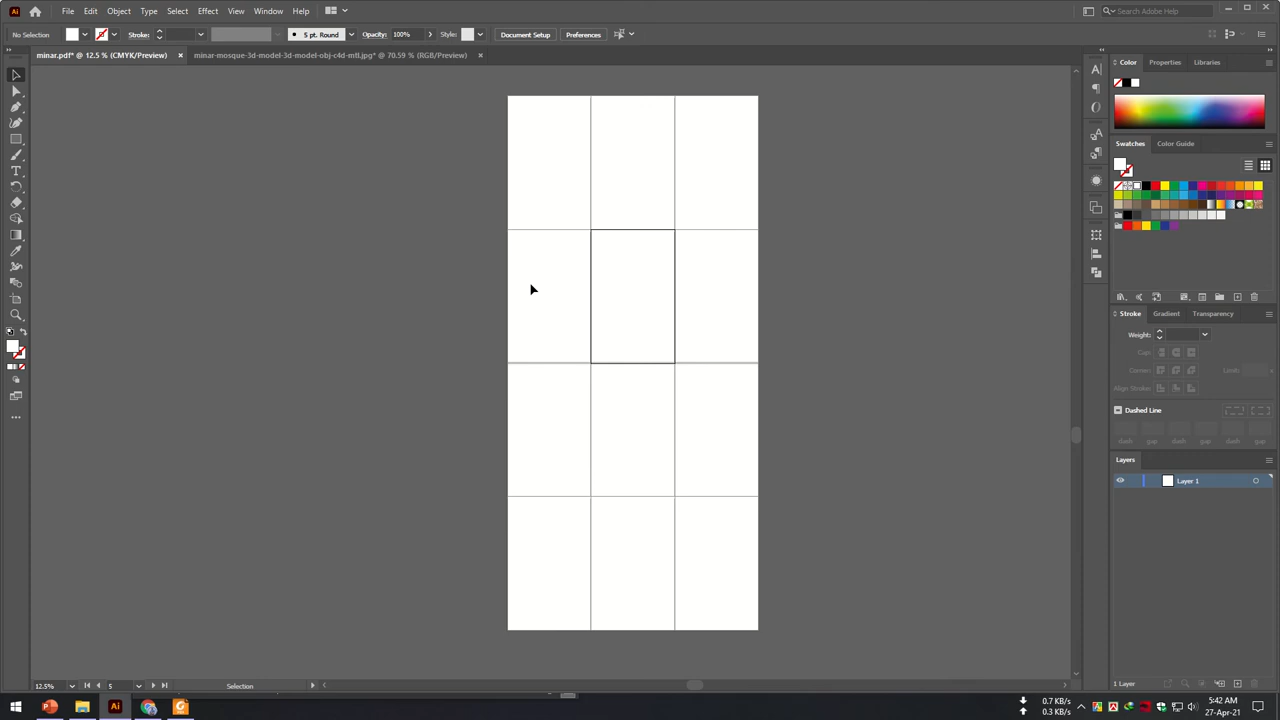 Ai File Edit Object Type Select Effect View Window Help Search Adobe Help
No Selection Stroke: 5 pt. Round Opacity: 100% Style: Document Setup Preferences
minar.pdf* @ 12.5 % (CMYK/Preview) × minar-mosque-3d-model-3d-model-obj-c4d-mtl.jpg* @ 70.59 % (RGB/Preview) ×
Color Properties Libraries
Swatches Color Guide
Stroke Gradient Transparency
Weight:
Cap:
Corner: Limit:
Align Stroke:
Dashed Line
dash gap dash gap dash gap
Layers
Layer 1
1 Layer
12.5% 5 Selection
0.7 KB/s 5:42 AM
0.3 KB/s 27-Apr-21